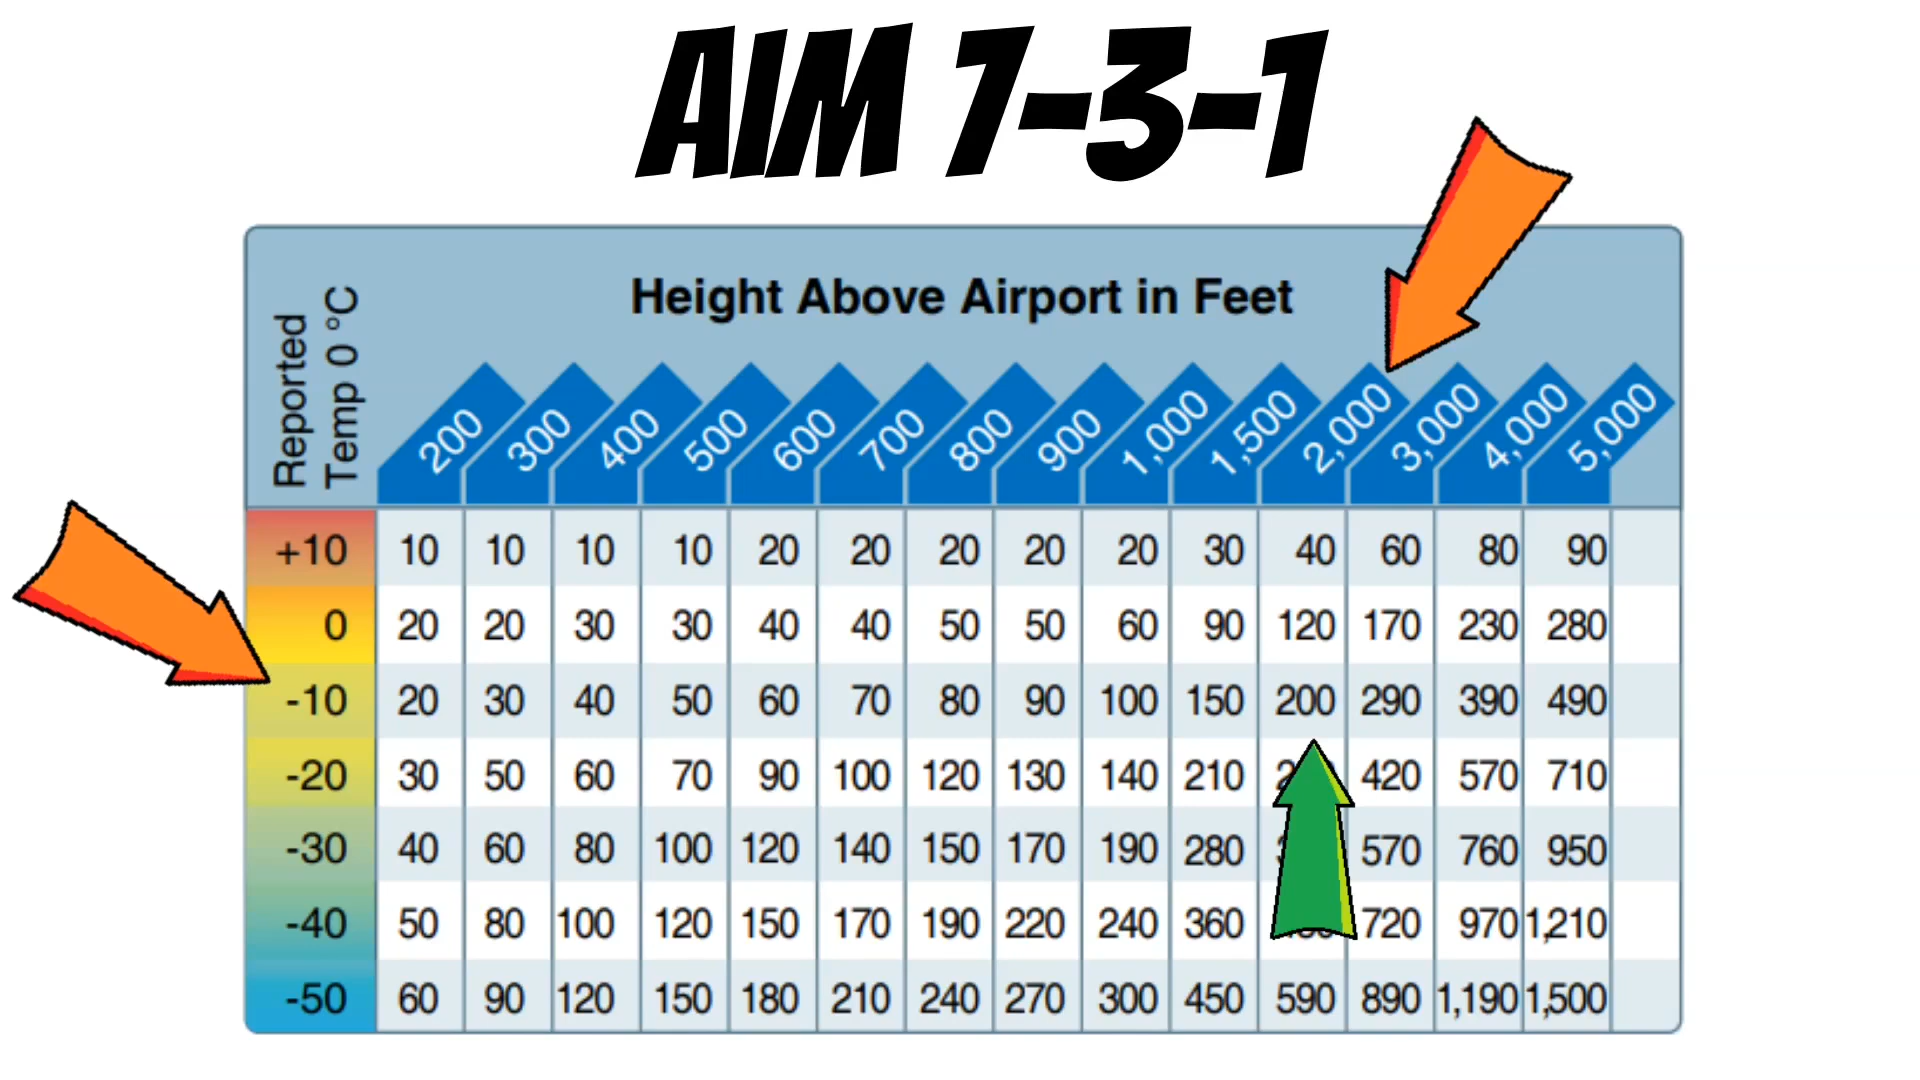 AIM 7-3-1
Height Above Airport in Feet
Reported
Temp 0 °C
200 300 400 500 600 700 800 900 1,000 1,500 2,000 3,000 4,000 5,000
+10 10 10 10 10 20 20 20 20 20 30 40 60 80 90
0 20 20 30 30 40 40 50 50 60 90 120 170 230 280
-10 20 30 40 50 60 70 80 90 100 150 200 290 390 490
-20 30 50 60 70 90 100 120 130 140 210 420 570 710
-30 40 60 80 100 120 140 150 170 190 280 570 760 950
-40 50 80 100 120 150 170 190 220 240 360 720 970 1,210
-50 60 90 120 150 180 210 240 270 300 450 590 890 1,190 1,500